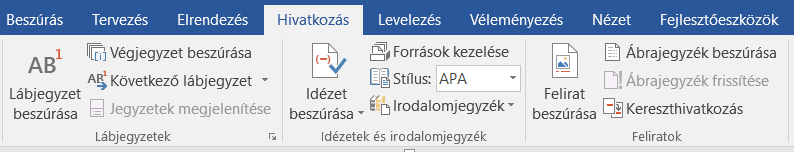 Beszúrás Tervezés Elrendezés Hivatkozás Levelezés Véleményezés Nézet Fejlesztőeszközök
AB1 Lábjegyzet beszúrása
Végjegyzet beszúrása
AB1 Következő lábjegyzet
Jegyzetek megjelenítése
Lábjegyzetek
Idézet beszúrása
Források kezelése
Stílus: APA
Irodalomjegyzék
Idézetek és irodalomjegyzék
Felirat beszúrása
Ábrajegyzék beszúrása
Ábrajegyzék frissítése
Kereszthivatkozás
Feliratok